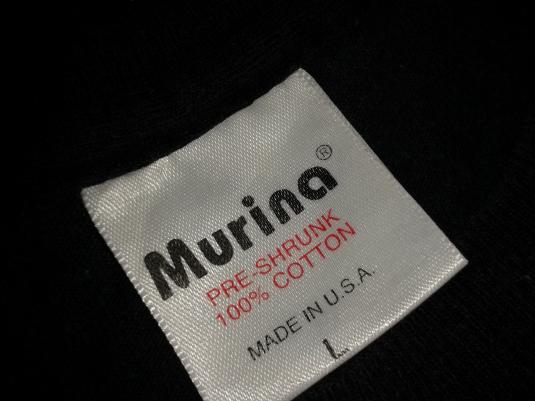 Murina®
PRE-SHRUNK
100% COTTON
MADE IN U.S.A.
L